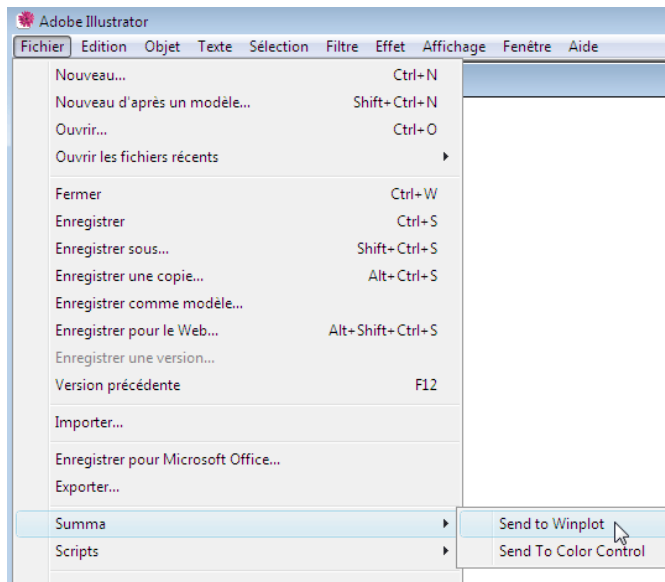 Adobe Illustrator
Fichier Edition Objet Texte Sélection Filtre Effet Affichage Fenêtre Aide
Nouveau... Ctrl+N
Nouveau d'après un modèle... Shift+Ctrl+N
Ouvrir... Ctrl+O
Ouvrir les fichiers récents
Fermer Ctrl+W
Enregistrer Ctrl+S
Enregistrer sous... Shift+Ctrl+S
Enregistrer une copie... Alt+Ctrl+S
Enregistrer comme modèle...
Enregistrer pour le Web... Alt+Shift+Ctrl+S
Enregistrer une version...
Version précédente F12
Importer...
Enregistrer pour Microsoft Office...
Exporter...
Summa Send to Winplot
Scripts Send To Color Control